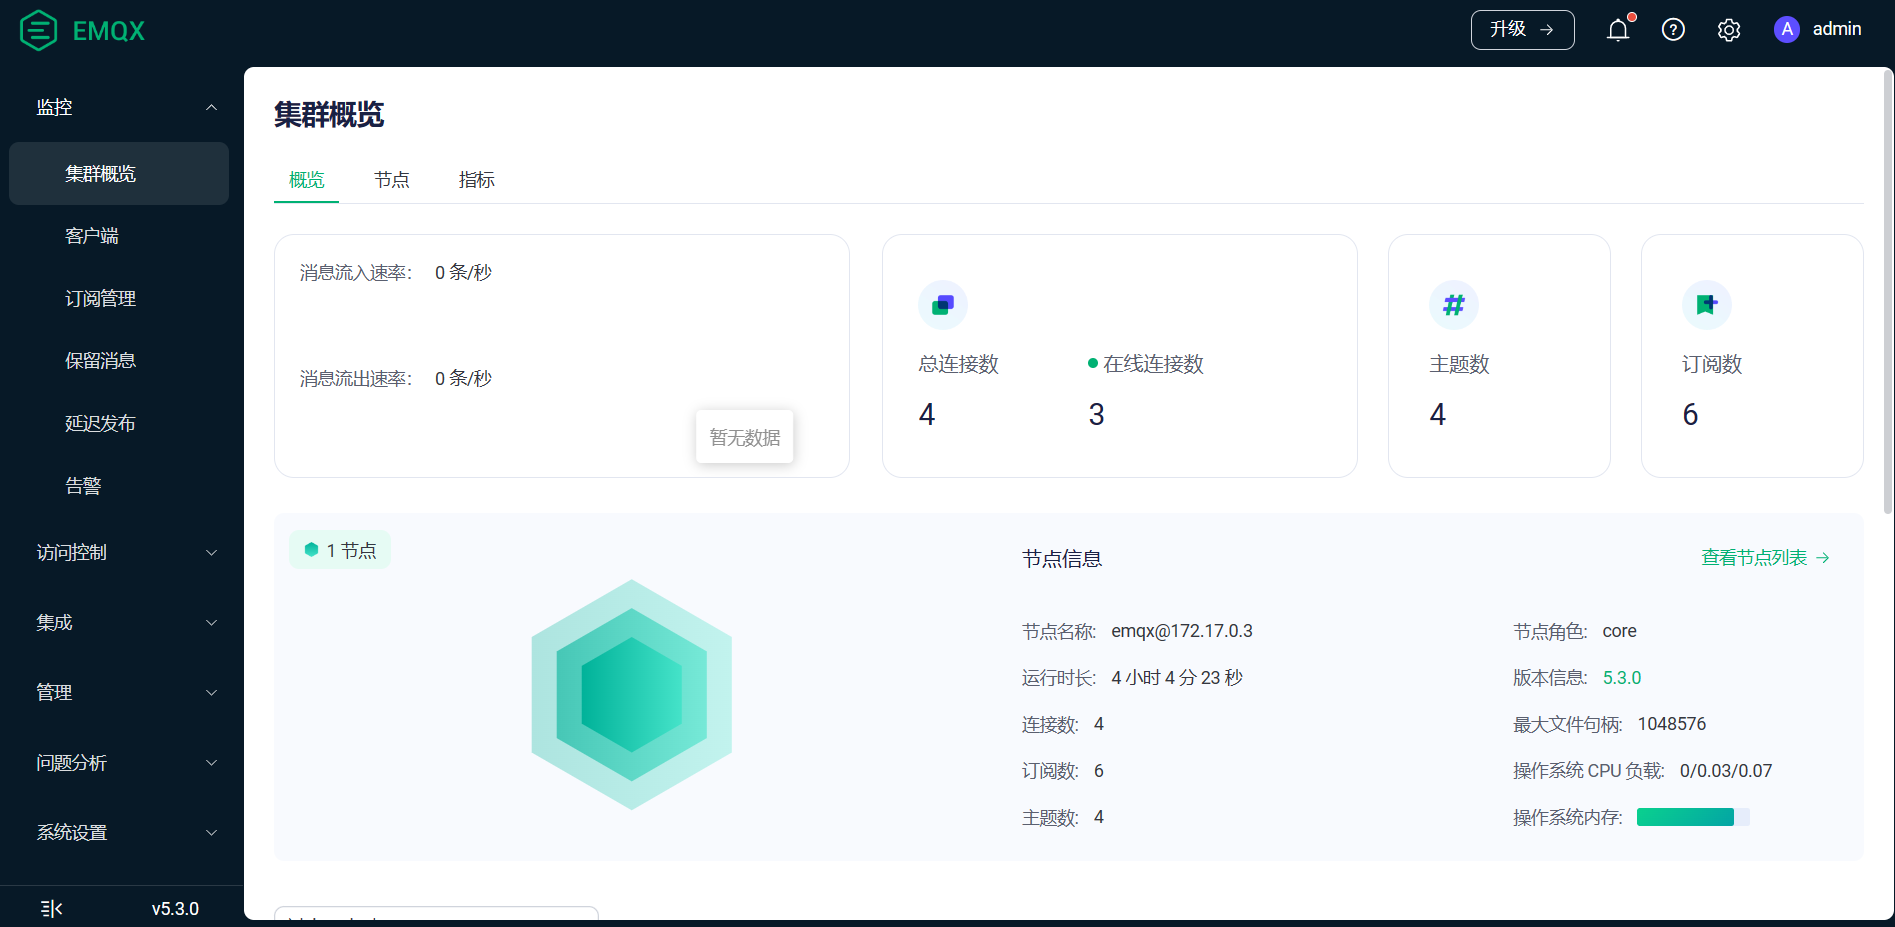 EMQX
升级 →
A admin
监控
集群概览
客户端
订阅管理
保留消息
延迟发布
告警
访问控制
集成
管理
问题分析
系统设置
v5.3.0
集群概览
概览 节点 指标
消息流入速率: 0 条/秒
消息流出速率: 0 条/秒
暂无数据
总连接数
4
在线连接数
3
主题数
4
订阅数
6
1 节点
节点信息
查看节点列表 →
节点名称: emqx@172.17.0.3
节点角色: core
运行时长: 4 小时 4 分 23 秒
版本信息: 5.3.0
连接数: 4
最大文件句柄: 1048576
订阅数: 6
操作系统 CPU 负载: 0/0.03/0.07
主题数: 4
操作系统内存: